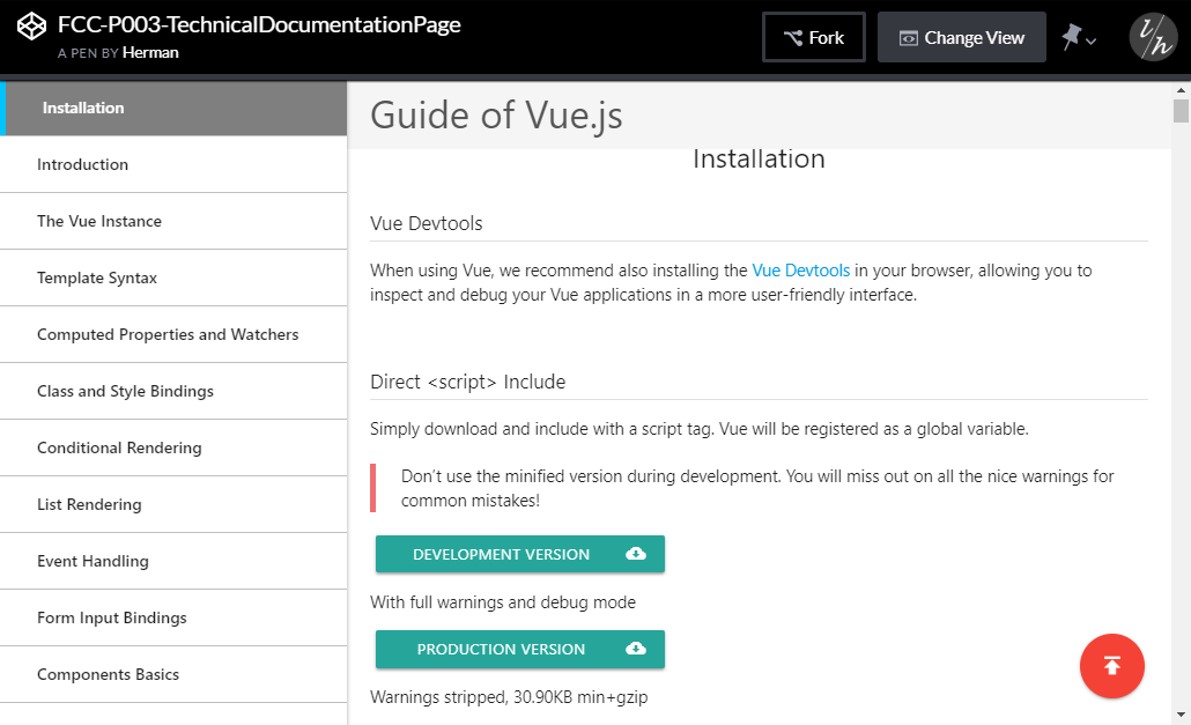 FCC-P003-TechnicalDocumentationPage
A PEN BY Herman
Fork
Change View
l/h
Installation
Introduction
The Vue Instance
Template Syntax
Computed Properties and Watchers
Class and Style Bindings
Conditional Rendering
List Rendering
Event Handling
Form Input Bindings
Components Basics
Guide of Vue.js
Installation
Vue Devtools
When using Vue, we recommend also installing the Vue Devtools in your browser, allowing you to
inspect and debug your Vue applications in a more user-friendly interface.
Direct <script> Include
Simply download and include with a script tag. Vue will be registered as a global variable.
Don’t use the minified version during development. You will miss out on all the nice warnings for
common mistakes!
DEVELOPMENT VERSION
With full warnings and debug mode
PRODUCTION VERSION
Warnings stripped, 30.90KB min+gzip